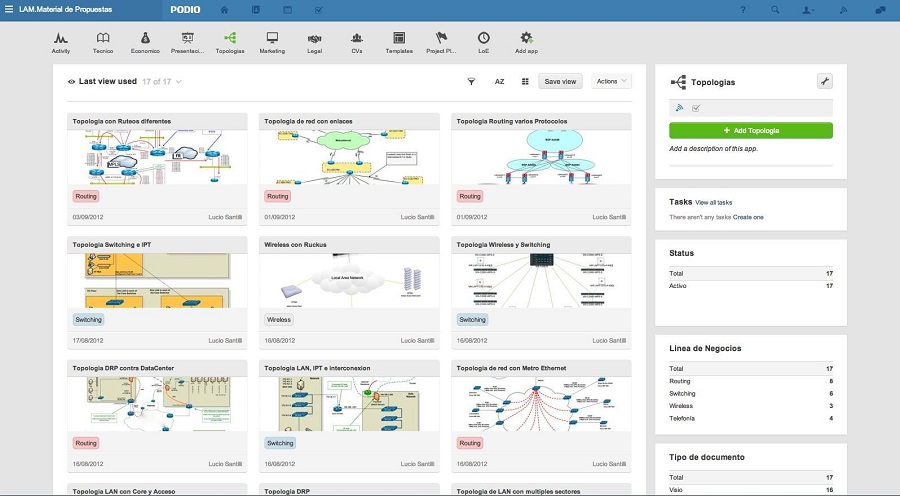 LAM.Material de Propuestas
PODIO
?
Activity
Tecnico
Economico
Presentaci...
Topologias
Marketing
Legal
CVs
Templates
Project Pl...
LoE
Add app
Last view used 17 of 17
AZ
Save view
Actions
Topologia con Ruteos diferentes
MPLS
FR
Routing
03/09/2012
Lucio Santilli
Topologia de red con enlaces
Routing
01/09/2012
Lucio Santilli
Topologia Routing varios Protocolos
Routing
01/09/2012
Lucio Santilli
Topologia Switching e IPT
Switching
17/08/2012
Lucio Santilli
Wireless con Ruckus
Local Area Network
Wireless
16/08/2012
Lucio Santilli
Topologia Wireless y Switching
Switching
16/08/2012
Lucio Santilli
Topologia DRP contra DataCenter
Routing
16/08/2012
Lucio Santilli
Topologia LAN, IPT e interconexion
Switching
16/08/2012
Lucio Santilli
Topologia de red con Metro Ethernet
Routing
16/08/2012
Lucio Santilli
Topologia LAN con Core y Acceso
Topologia DRP
Topologia de LAN con multiples sectores
Topologias
+ Add Topologia
Add a description of this app.
Tasks View all tasks
There aren't any tasks Create one
Status
Total 17
Activo 17
Linea de Negocios
Total 17
Routing 8
Switching 6
Wireless 3
Telefonía 4
Tipo de documento
Total 17
Visio 16